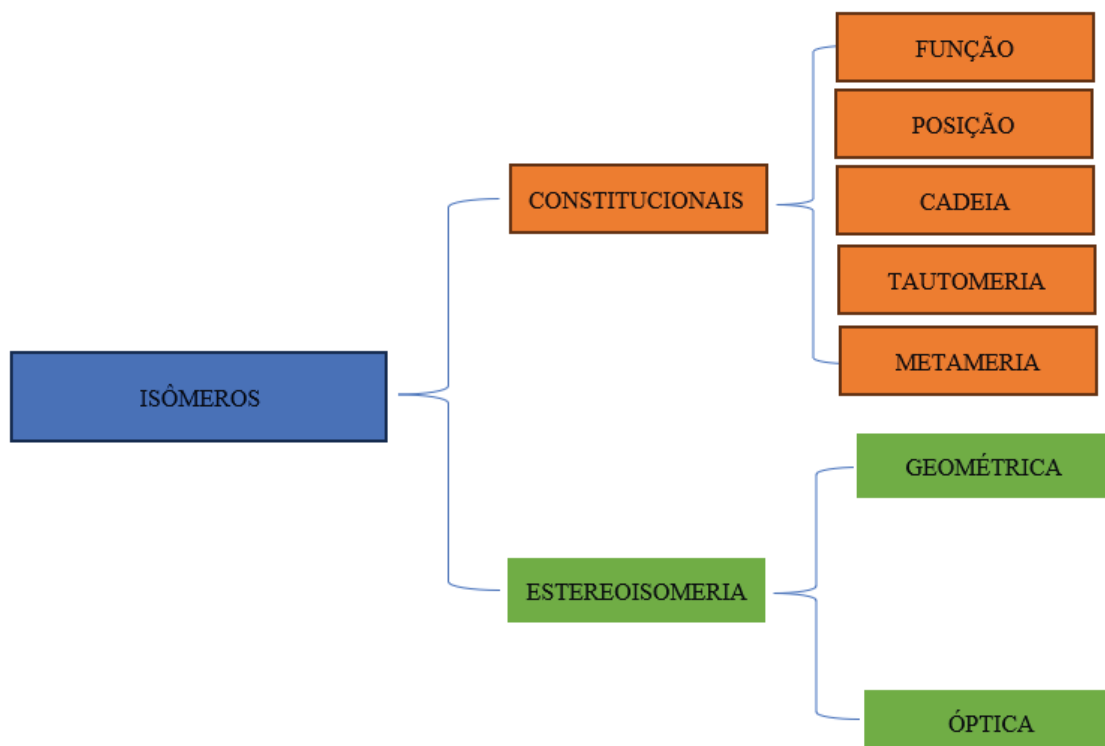 ISÔMEROS
CONSTITUCIONAIS
FUNÇÃO
POSIÇÃO
CADEIA
TAUTOMERIA
METAMERIA
ESTEREOISOMERIA
GEOMÉTRICA
ÓPTICA